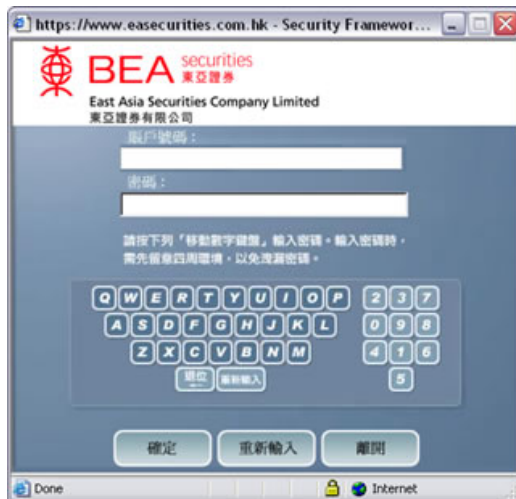 https://www.easecurities.com.hk - Security Framewor...
BEA securities
東亞證券
East Asia Securities Company Limited
東亞證券有限公司
賬戶號碼：
密碼：
請按下列「移動數字鍵盤」輸入密碼。輸入密碼時，
需先留意四周環境，以免洩漏密碼。
Q W E R T Y U I O P 2 3 7
A S D F G H J K L 0 9 8
Z X C V B N M 4 1 6
退位 重新輸入 5
確定 重新輸入 離開
Done Internet